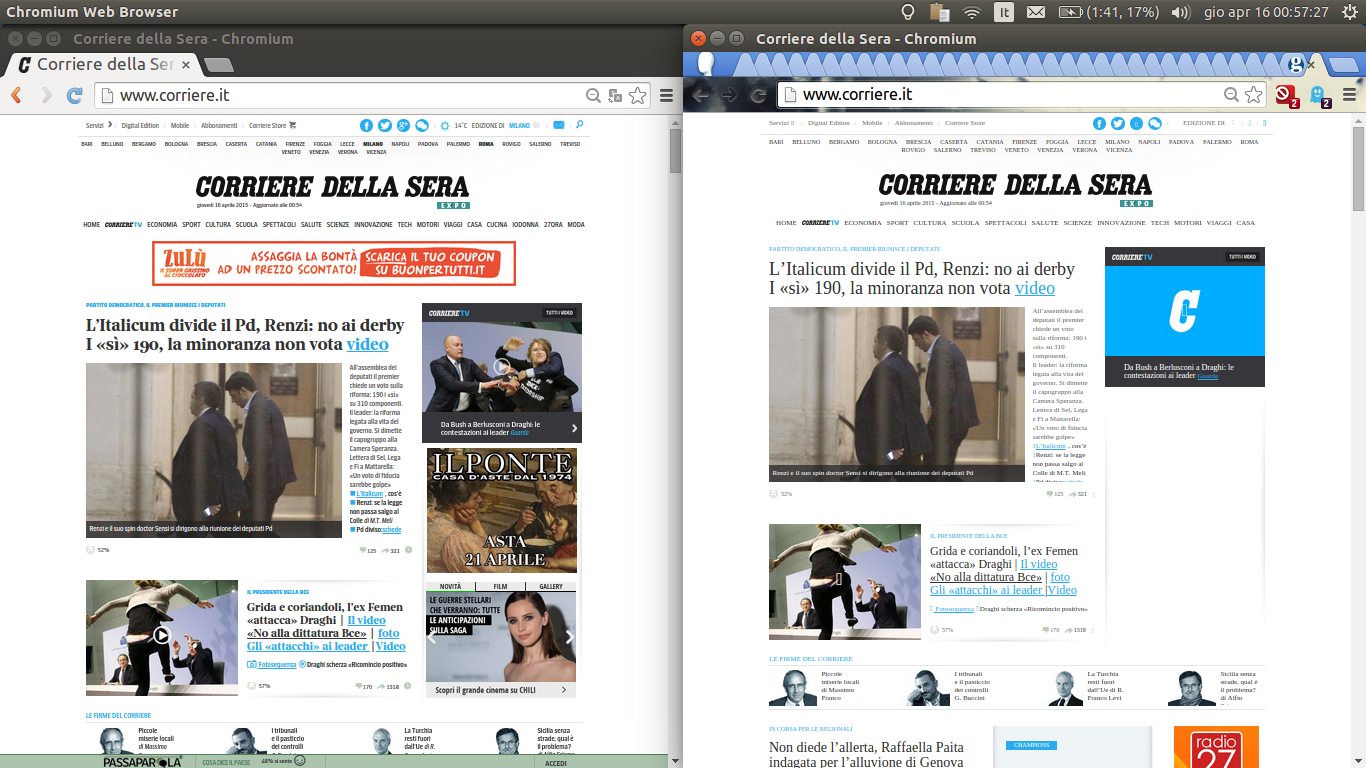 Chromium Web Browser
It
(1:41, 17%)
gio apr 16 00:57:27
Corriere della Sera - Chromium
Corriere della Ser
www.corriere.it
Servizi
Digital Edition
Mobile
Abbonamenti
Corriere Store
14°C
EDIZIONE DI
MILANO
BARI BELLUNO BERGAMO BOLOGNA BRESCIA CASERTA CATANIA FIRENZE FOGGIA LECCE MILANO NAPOLI PADOVA PALERMO ROMA ROVIGO SALERNO TREVISO
VENETO VENEZIA VERONA VICENZA
CORRIERE DELLA SERA
giovedì 16 aprile 2015 - Aggiornato alle 00:54
EXPO
HOME CORRIERETV ECONOMIA SPORT CULTURA SCUOLA SPETTACOLI SALUTE SCIENZE INNOVAZIONE TECH MOTORI VIAGGI CASA CUCINA IODONNA 27ORA MODA
ZULÙ
IL SUPER GRISSINO
AL CIOCCOLATO
ASSAGGIA LA BONTÀ
AD UN PREZZO SCONTATO!
SCARICA IL TUO COUPON
SU BUONPERTUTTI.IT
PARTITO DEMOCRATICO, IL PREMIER RIUNISCE I DEPUTATI
L'Italicum divide il Pd, Renzi: no ai derby
I «sì» 190, la minoranza non vota video
All'assemblea dei
deputati il premier
chiede un voto sulla
riforma: 190 i «sì»
su 310 componenti.
Il leader: la riforma
legata alla vita del
governo. Si dimette
il capogruppo alla
Camera Speranza.
Lettera di Sel, Lega
e Fi a Mattarella:
«Un voto di fiducia
sarebbe golpe»
L'Italicum , cos'è
Renzi: se la legge
non passa salgo al
Colle di M.T. Meli
Pd diviso:schede
Renzi e il suo spin doctor Sensi si dirigono alla riunione dei deputati Pd
52%
125
321
CORRIERETV
TUTTI I VIDEO
Da Bush a Berlusconi a Draghi: le
contestazioni ai leader Guarda
IL PONTE
CASA D'ASTE DAL 1974
ASTA
21 APRILE
NOVITÀ
FILM
GALLERY
LE GUERRE STELLARI
CHE VERRANNO: TUTTE
LE ANTICIPAZIONI
SULLA SAGA
Scopri il grande cinema su CHILI
IL PRESIDENTE DELLA BCE
Grida e coriandoli, l'ex Femen
«attacca» Draghi | Il video
«No alla dittatura Bce» | foto
Gli «attacchi» ai leader |Video
Fotosequenza
Draghi scherza «Ricomincio positivo»
57%
170
1318
LE FIRME DEL CORRIERE
Piccole
miserie locali
di Massimo
I tribunali
e il pasticcio
dei controlli
La Turchia
resti fuori
dall'Ue di R.
Sicilia senza
strade, qual è
il problema?
PASSAPAROLA
COSA DICE IL PAESE
48% si sente
ACCEDI
Corriere della Sera - Chromium
g
www.corriere.it
2
2
Servizi
Digital Edition
Mobile
Abbonamenti
Corriere Store
EDIZIONE DI
BARI BELLUNO BERGAMO BOLOGNA BRESCIA CASERTA CATANIA FIRENZE FOGGIA LECCE MILANO NAPOLI PADOVA PALERMO ROMA
ROVIGO SALERNO TREVISO VENETO VENEZIA VERONA VICENZA
CORRIERE DELLA SERA
giovedì 16 aprile 2015 - Aggiornato alle 00:54
EXPO
HOME CORRIERETV ECONOMIA SPORT CULTURA SCUOLA SPETTACOLI SALUTE SCIENZE INNOVAZIONE TECH MOTORI VIAGGI CASA
PARTITO DEMOCRATICO, IL PREMIER RIUNISCE I DEPUTATI
L'Italicum divide il Pd, Renzi: no ai derby
I «sì» 190, la minoranza non vota video
All'assemblea dei
deputati il premier
chiede un voto
sulla riforma: 190 i
«sì» su 310
componenti.
Il leader: la riforma
legata alla vita del
governo. Si dimette
il capogruppo alla
Camera Speranza.
Lettera di Sel, Lega
e Fi a Mattarella:
«Un voto di fiducia
sarebbe golpe»
L'Italicum , cos'è
Renzi: se la legge
non passa salgo al
Colle di M.T. Meli
Renzi e il suo spin doctor Sensi si dirigono alla riunione dei deputati Pd
52%
125
321
CORRIERETV
TUTTI I VIDEO
C
Da Bush a Berlusconi a Draghi: le
contestazioni ai leader Guarda
IL PRESIDENTE DELLA BCE
Grida e coriandoli, l'ex Femen
«attacca» Draghi | Il video
«No alla dittatura Bce» | foto
Gli «attacchi» ai leader |Video
Fotosequenza
Draghi scherza «Ricomincio positivo»
57%
170
1318
LE FIRME DEL CORRIERE
Piccole
miserie locali
di Massimo
Franco
I tribunali
e il pasticcio
dei controlli
G. Buccini
La Turchia
resti fuori
dall'Ue di R.
Franco Levi
Sicilia senza
strade, qual è
il problema?
di Alfio
IN CORSA PER LE REGIONALI
Non diede l'allerta, Raffaella Paita
indagata per l'alluvione di Genova
CHAMPIONS
radio
27